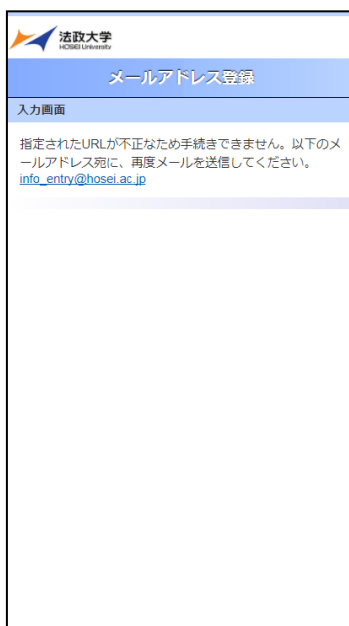 法政大学
HOSEI University
メールアドレス登録
入力画面
指定されたURLが不正なため手続きできません。以下のメ
ールアドレス宛に、再度メールを送信してください。
info_entry@hosei.ac.jp